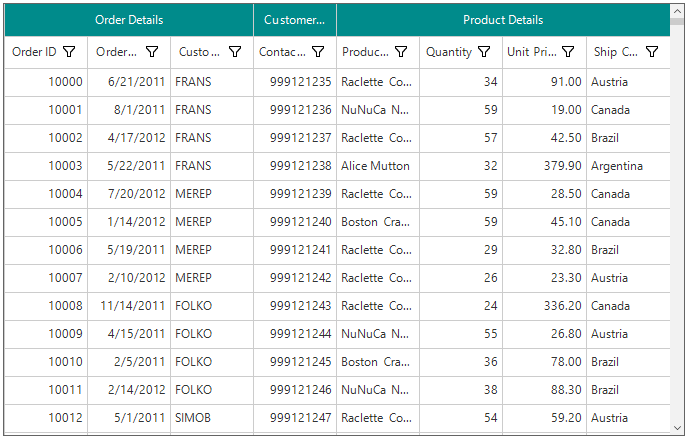 Order Details Customer... Product Details
Order ID Order... Custo... Contac... Produc... Quantity Unit Pri... Ship C...
10000 6/21/2011 FRANS 999121235 Raclette Co... 34 91.00 Austria
10001 8/1/2011 FRANS 999121236 NuNuCa N... 59 19.00 Canada
10002 4/17/2012 FRANS 999121237 Raclette Co... 57 42.50 Brazil
10003 5/22/2011 FRANS 999121238 Alice Mutton 32 379.90 Argentina
10004 7/20/2012 MEREP 999121239 Raclette Co... 59 28.50 Canada
10005 1/14/2012 MEREP 999121240 Boston Cra... 59 45.10 Canada
10006 5/19/2011 MEREP 999121241 Raclette Co... 29 32.80 Brazil
10007 2/10/2012 MEREP 999121242 Raclette Co... 26 23.30 Austria
10008 11/14/2011 FOLKO 999121243 Raclette Co... 24 336.20 Canada
10009 4/15/2011 FOLKO 999121244 NuNuCa N... 55 26.80 Austria
10010 2/5/2011 FOLKO 999121245 Boston Cra... 36 78.00 Brazil
10011 2/14/2012 FOLKO 999121246 NuNuCa N... 38 88.30 Brazil
10012 5/1/2011 SIMOB 999121247 Raclette Co... 54 59.20 Austria